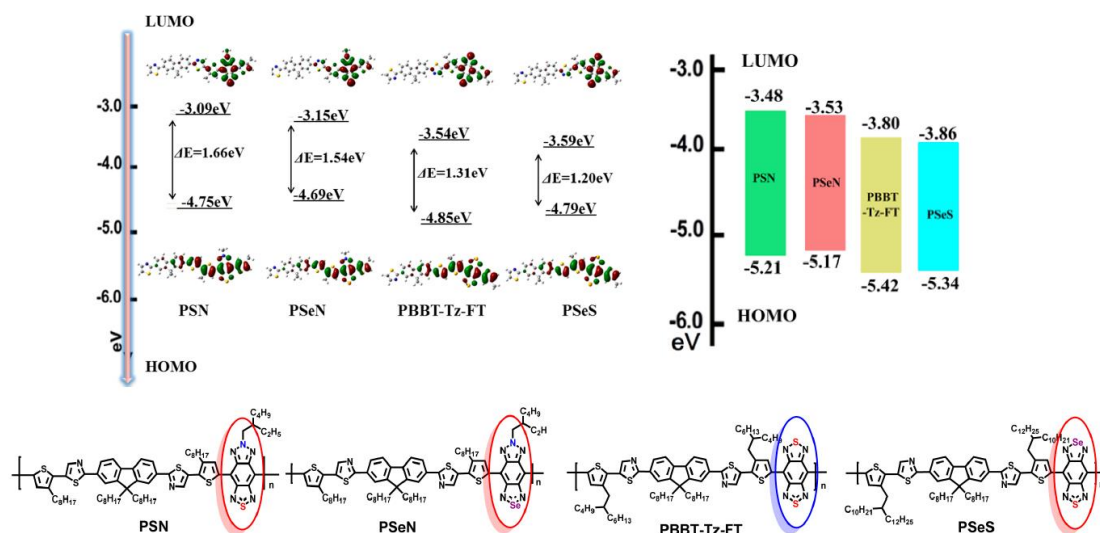 LUMO
-3.0
-4.0
-5.0
-6.0
eV
HOMO
-3.09eV
ΔE=1.66eV
-4.75eV
PSN
-3.15eV
ΔE=1.54eV
-4.69eV
PSeN
-3.54eV
ΔE=1.31eV
-4.85eV
PBBT-Tz-FT
-3.59eV
ΔE=1.20eV
-4.79eV
PSeS
LUMO
-3.0
-4.0
-5.0
-6.0
eV
HOMO
-3.48
PSN
-5.21
-3.53
PSeN
-5.17
-3.80
PBBT
-Tz-FT
-5.42
-3.86
PSeS
-5.34
C4H9
C2H5
N
N N
C8H17
S
N
S
N
S
S
N N
S
n
C8H17
C8H17 C8H17
PSN
C4H9
C2H
N
N N
C8H17
S
N
S
N
S
S
N N
Se
n
C8H17
C8H17 C8H17
PSeN
C6H13
C4H9
S
N N
S
N
S
N
S
S
N N
S
n
C8H17 C8H17
C4H9
C6H13
PBBT-Tz-FT
C12H25
C10H21
Se
N N
S
N
S
N
S
S
N N
S
n
C8H17 C8H17
C10H21
C12H25
PSeS